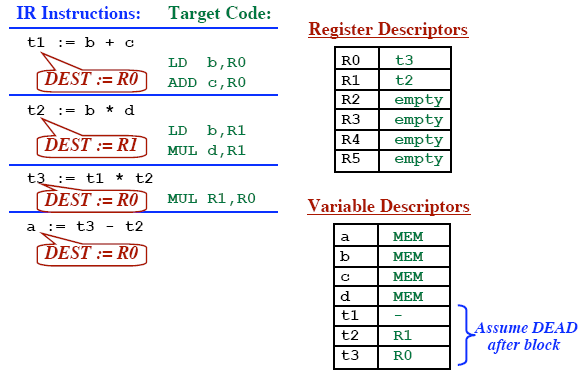 IR Instructions:
Target Code:
t1 := b + c
DEST := R0
LD b,R0
ADD c,R0
t2 := b * d
DEST := R1
LD b,R1
MUL d,R1
t3 := t1 * t2
DEST := R0
MUL R1,R0
a := t3 - t2
DEST := R0
Register Descriptors
R0 t3
R1 t2
R2 empty
R3 empty
R4 empty
R5 empty
Variable Descriptors
a MEM
b MEM
c MEM
d MEM
t1 -
t2 R1
t3 R0
Assume DEAD
after block